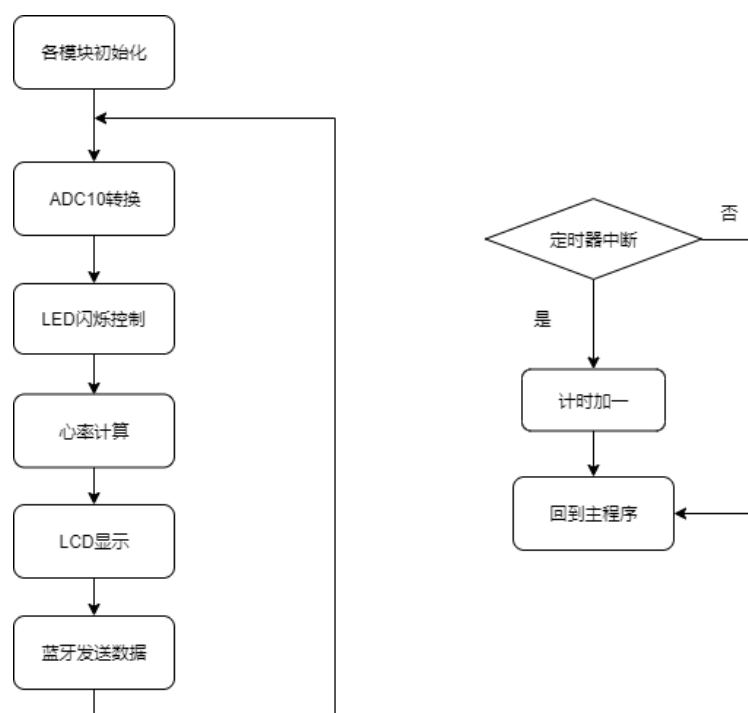 各模块初始化
ADC10转换
LED闪烁控制
心率计算
LCD显示
蓝牙发送数据
定时器中断
否
是
计时加一
回到主程序